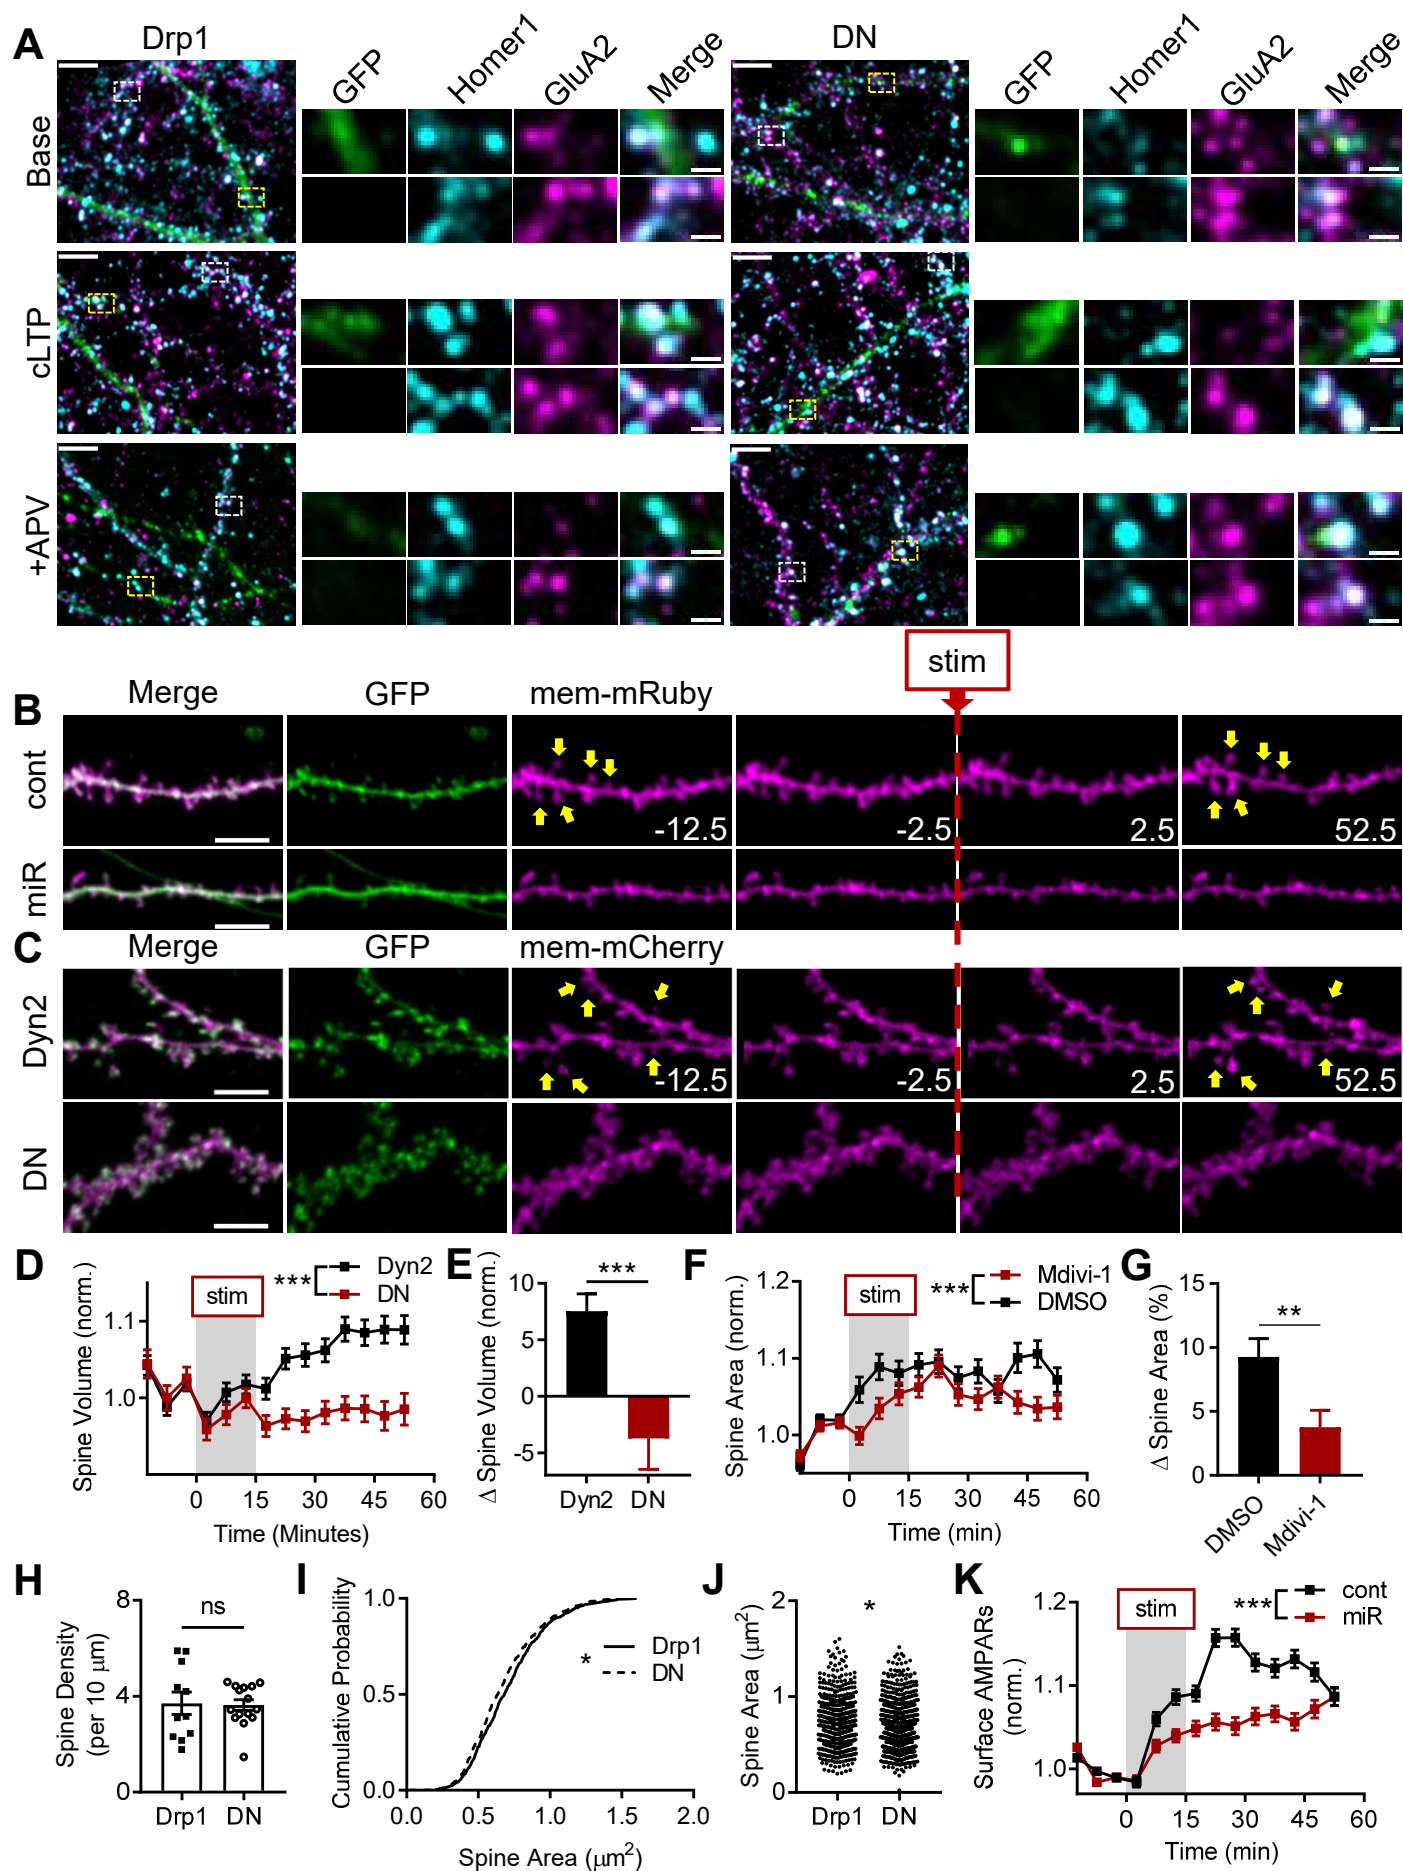 A
Drp1
GFP
Homer1
GluA2
Merge
DN
GFP
Homer1
GluA2
Merge
Base
cLTP
+APV
stim
B
Merge
GFP
mem-mRuby
cont
-12.5
-2.5
2.5
52.5
miR
C
Merge
GFP
mem-mCherry
Dyn2
-12.5
-2.5
2.5
52.5
DN
D
Spine Volume (norm.)
1.1
1.0
stim
***
Dyn2
DN
0
15
30
45
60
Time (Minutes)
E
Δ Spine Volume (norm.)
10
5
0
-5
***
Dyn2
DN
F
Spine Area (norm.)
1.2
1.1
1.0
stim
***
Mdivi-1
DMSO
0
15
30
45
60
Time (min)
G
Δ Spine Area (%)
15
10
5
0
**
DMSO
Mdivi-1
H
Spine Density
(per 10 μm)
8
4
0
ns
Drp1
DN
I
Cumulative Probability
1.0
0.5
0.0
*
Drp1
DN
0.0
0.5
1.0
1.5
2.0
Spine Area (μm²)
J
Spine Area (μm²)
2
1
0
*
Drp1
DN
K
Surface AMPARs
(norm.)
1.2
1.1
1.0
stim
***
cont
miR
0
15
30
45
60
Time (min)